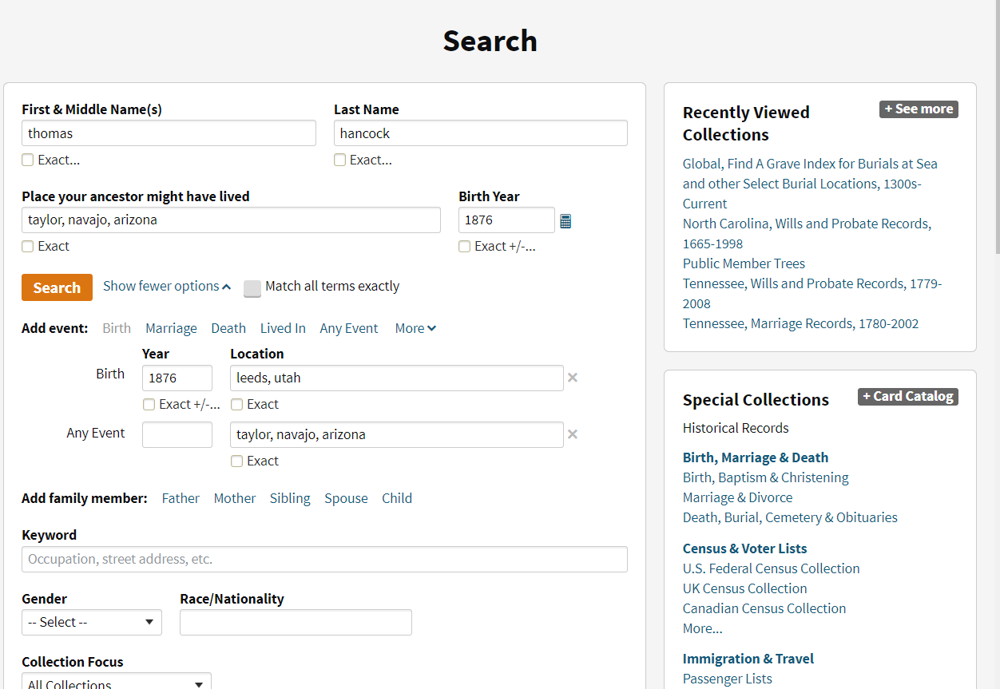 Search
First & Middle Name(s)
thomas
Exact...
Last Name
hancock
Exact...
Place your ancestor might have lived
taylor, navajo, arizona
Exact
Birth Year
1876
Exact +/-...
Search Show fewer options Match all terms exactly
Add event: Birth Marriage Death Lived In Any Event More
Year Location
Birth 1876 leeds, utah
Exact +/-... Exact
Any Event taylor, navajo, arizona
Exact
Add family member: Father Mother Sibling Spouse Child
Keyword
Occupation, street address, etc.
Gender
-- Select --
Race/Nationality
Collection Focus
All Collections
Recently Viewed
Collections
+ See more
Global, Find A Grave Index for Burials at Sea
and other Select Burial Locations, 1300s-
Current
North Carolina, Wills and Probate Records,
1665-1998
Public Member Trees
Tennessee, Wills and Probate Records, 1779-
2008
Tennessee, Marriage Records, 1780-2002
Special Collections
+ Card Catalog
Historical Records
Birth, Marriage & Death
Birth, Baptism & Christening
Marriage & Divorce
Death, Burial, Cemetery & Obituaries
Census & Voter Lists
U.S. Federal Census Collection
UK Census Collection
Canadian Census Collection
More...
Immigration & Travel
Passenger Lists